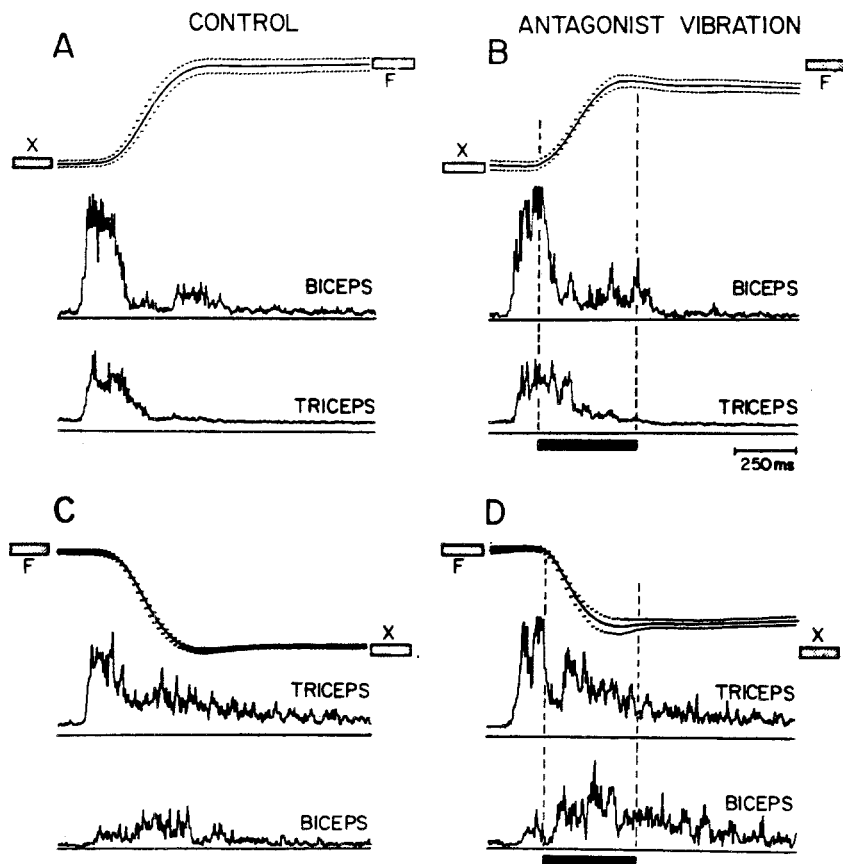 CONTROL
ANTAGONIST VIBRATION
A
F
X
BICEPS
TRICEPS
B
F
X
BICEPS
TRICEPS
250ms
C
F
X
TRICEPS
BICEPS
D
F
X
TRICEPS
BICEPS